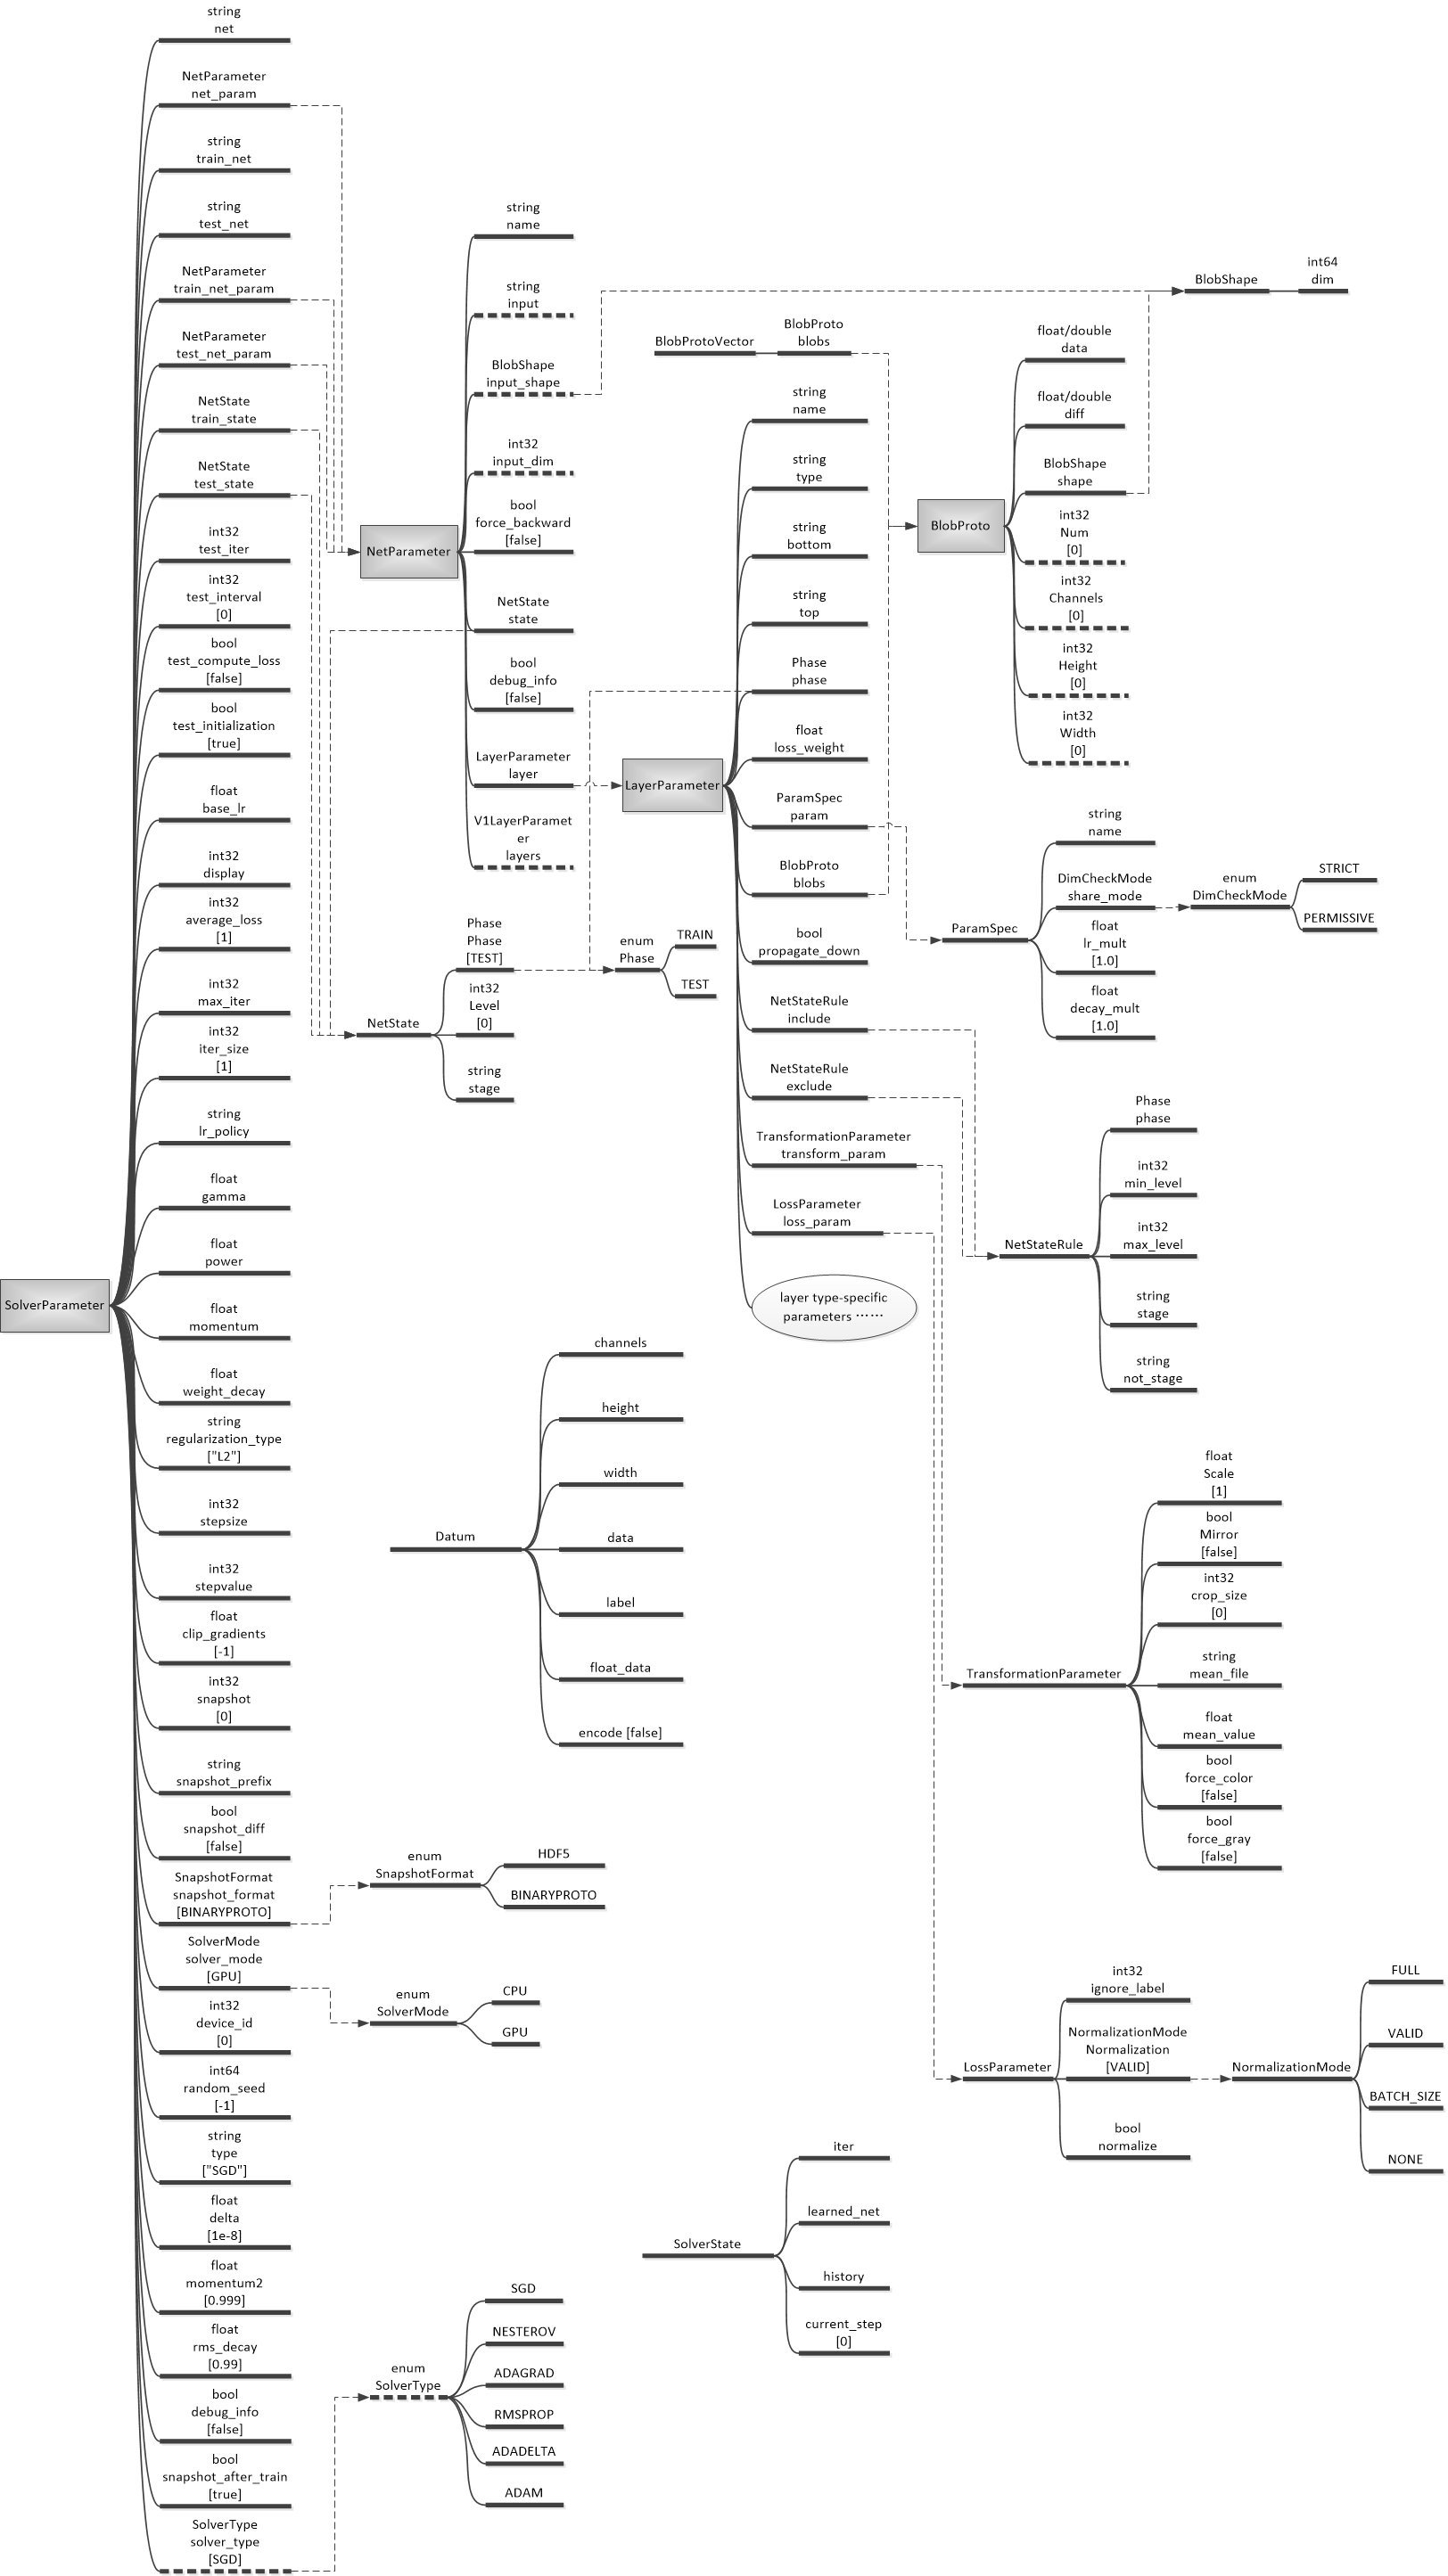 string
net
NetParameter
net_param
string
train_net
string
test_net
NetParameter
train_net_param
NetParameter
test_net_param
NetState
train_state
NetState
test_state
int32
test_iter
int32
test_interval
[0]
bool
test_compute_loss
[false]
bool
test_initialization
[true]
float
base_lr
int32
display
int32
average_loss
[1]
int32
max_iter
int32
iter_size
[1]
string
lr_policy
float
gamma
float
power
SolverParameter
float
momentum
float
weight_decay
string
regularization_type
["L2"]
int32
stepsize
int32
stepvalue
float
clip_gradients
[-1]
int32
snapshot
[0]
string
snapshot_prefix
bool
snapshot_diff
[false]
SnapshotFormat
snapshot_format
[BINARYPROTO]
SolverMode
solver_mode
[GPU]
int32
device_id
[0]
int64
random_seed
[-1]
string
type
["SGD"]
float
delta
[1e-8]
float
momentum2
[0.999]
float
rms_decay
[0.99]
bool
debug_info
[false]
bool
snapshot_after_train
[true]
SolverType
solver_type
[SGD]
NetParameter
string
name
string
input
BlobShape
input_shape
int32
input_dim
bool
force_backward
[false]
NetState
state
bool
debug_info
[false]
LayerParameter
layer
V1LayerParamet
er
layers
NetState
Phase
Phase
[TEST]
int32
Level
[0]
string
stage
enum
Phase
TRAIN
TEST
Datum
channels
height
width
data
label
float_data
encode [false]
enum
SnapshotFormat
HDF5
BINARYPROTO
enum
SolverMode
CPU
GPU
enum
SolverType
SGD
NESTEROV
ADAGRAD
RMSPROP
ADADELTA
ADAM
BlobProtoVector
BlobProto
blobs
LayerParameter
string
name
string
type
string
bottom
string
top
Phase
phase
float
loss_weight
ParamSpec
param
BlobProto
blobs
bool
propagate_down
NetStateRule
include
NetStateRule
exclude
TransformationParameter
transform_param
LossParameter
loss_param
layer type-specific
parameters ……
SolverState
iter
learned_net
history
current_step
[0]
BlobShape
int64
dim
BlobProto
float/double
data
float/double
diff
BlobShape
shape
int32
Num
[0]
int32
Channels
[0]
int32
Height
[0]
int32
Width
[0]
ParamSpec
string
name
DimCheckMode
share_mode
float
lr_mult
[1.0]
float
decay_mult
[1.0]
enum
DimCheckMode
STRICT
PERMISSIVE
NetStateRule
Phase
phase
int32
min_level
int32
max_level
string
stage
string
not_stage
TransformationParameter
float
Scale
[1]
bool
Mirror
[false]
int32
crop_size
[0]
string
mean_file
float
mean_value
bool
force_color
[false]
bool
force_gray
[false]
LossParameter
int32
ignore_label
NormalizationMode
Normalization
[VALID]
bool
normalize
NormalizationMode
FULL
VALID
BATCH_SIZE
NONE